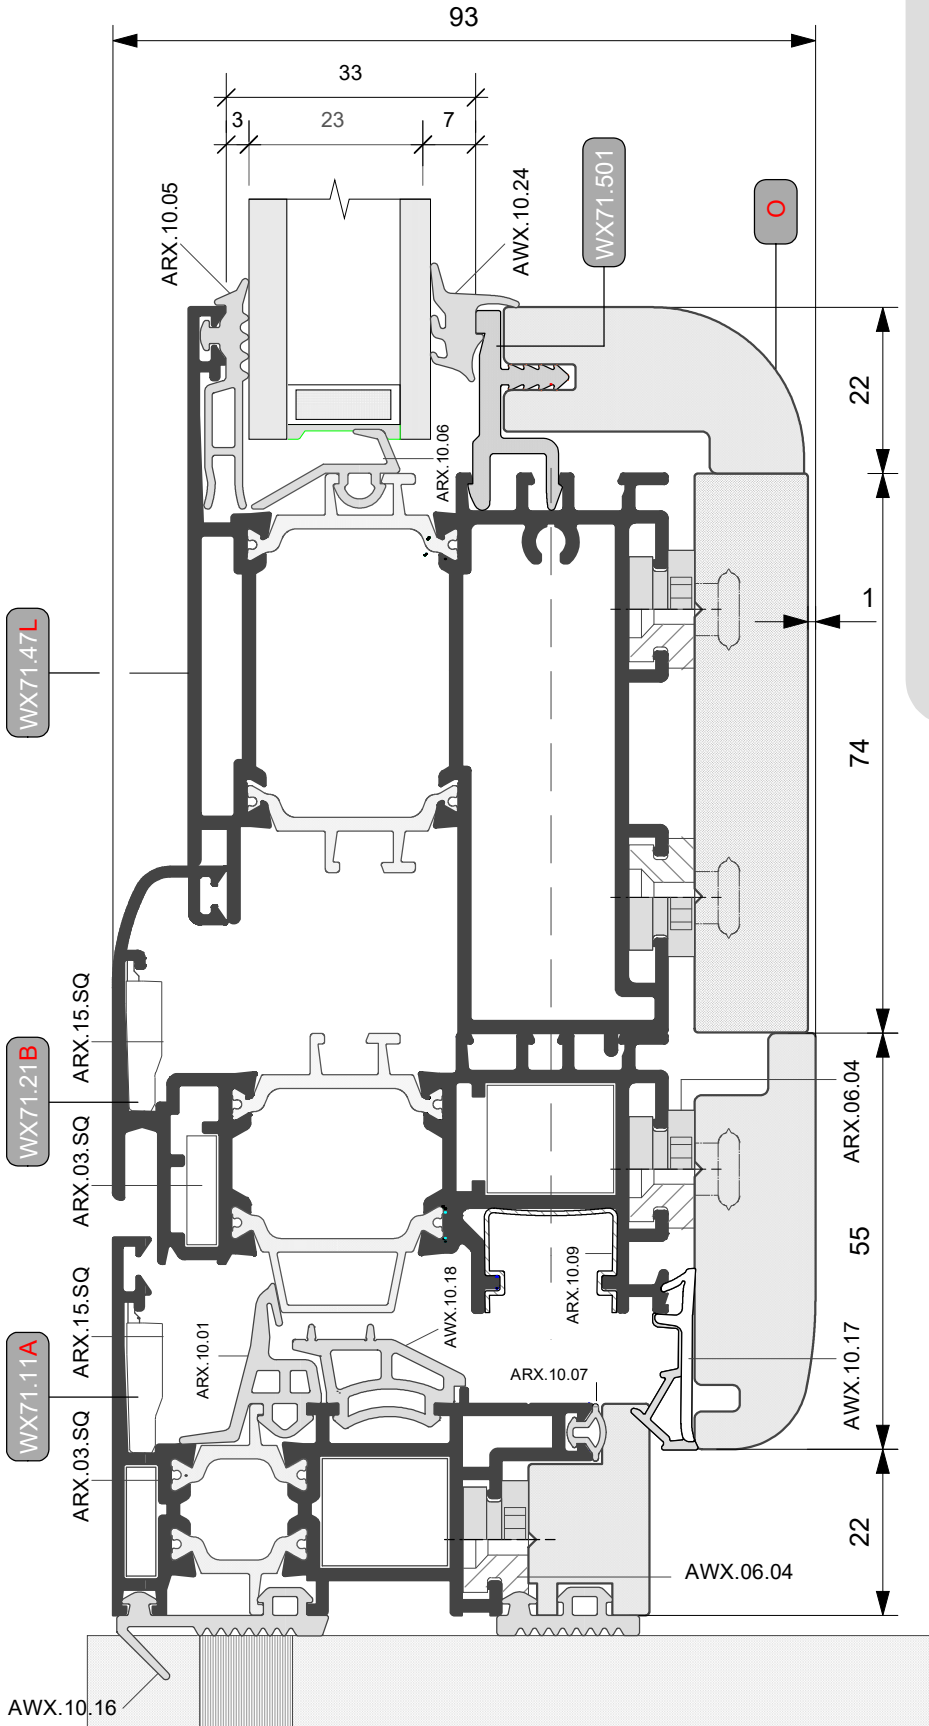 93
33
3
23
7
ARX.10.05
AWX.10.24
WX71.501
O
22
ARX.10.06
1
WX71.47L
74
ARX.15.SQ
WX71.21B
ARX.03.SQ
ARX.06.04
55
ARX.15.SQ
ARX.10.01
AWX.10.18
ARX.10.09
WX71.11A
ARX.10.07
AWX.10.17
ARX.03.SQ
22
AWX.06.04
AWX.10.16